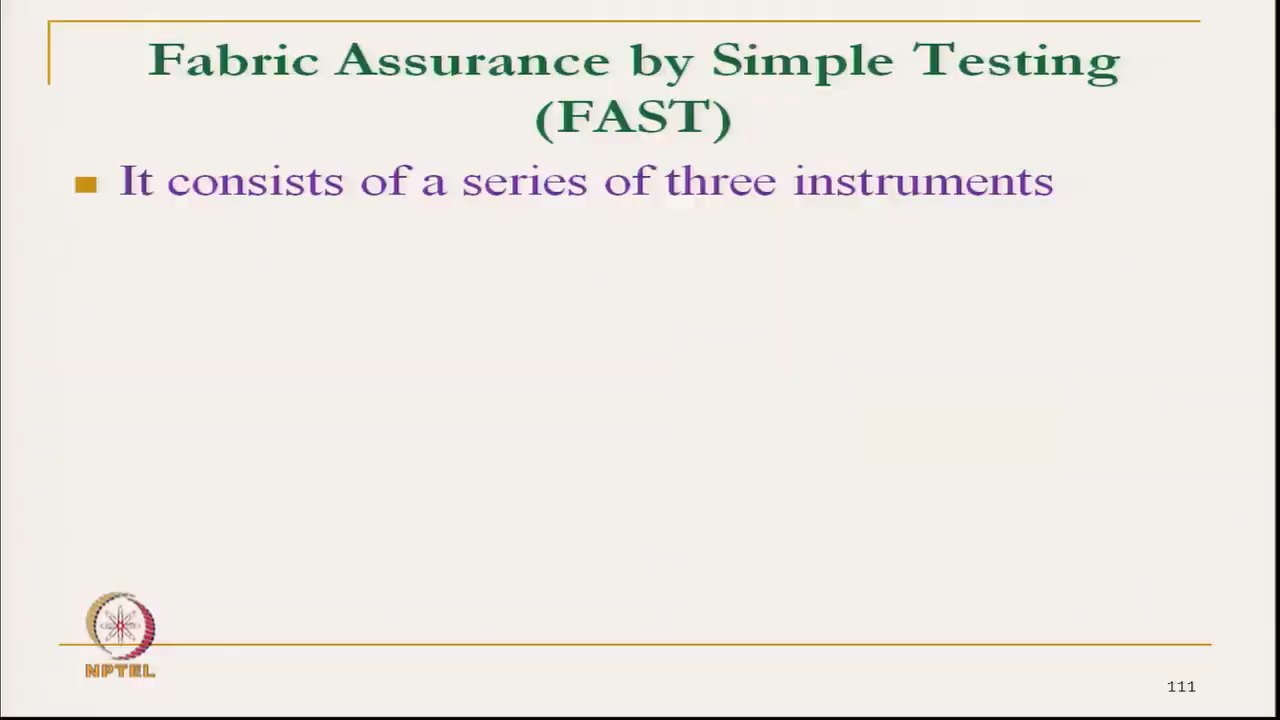 Fabric Assurance by Simple Testing
(FAST)
It consists of a series of three instruments
NPTEL
111